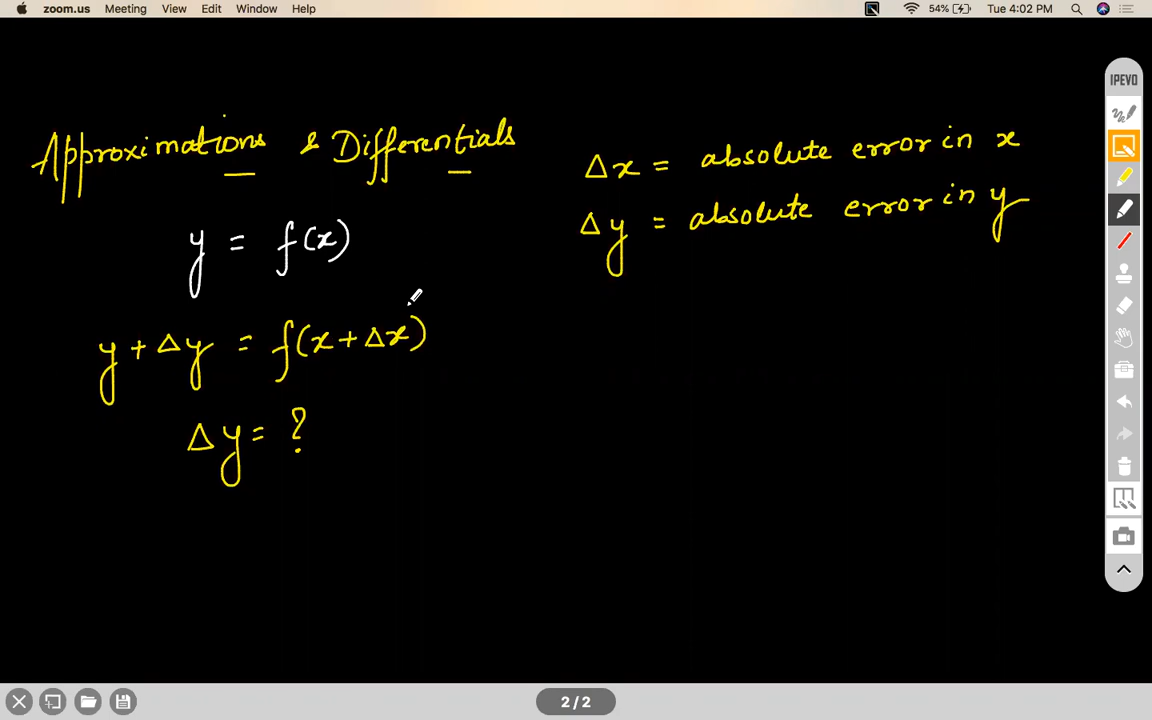 zoom.us Meeting View Edit Window Help 54% Tue 4:02 PM
IPEVO
Approximations & Differentials
Δx = absolute error in x
Δy = absolute error in y
y = f(x)
y + Δy = f(x + Δx)
Δy = ?
2 / 2